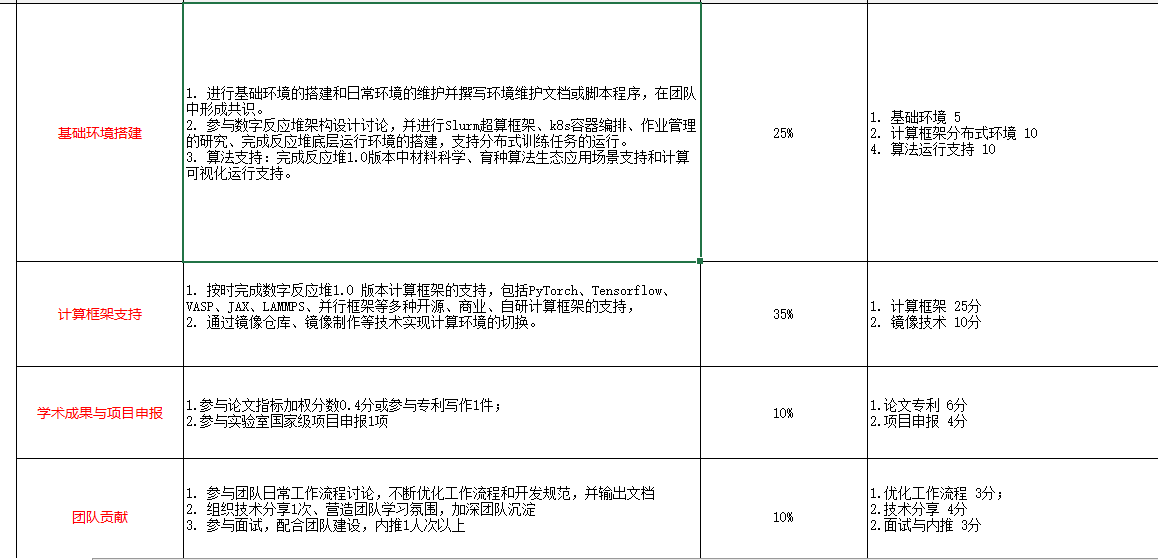 基础环境搭建
1. 进行基础环境的搭建和日常环境的维护并撰写环境维护文档或脚本程序，在团队
中形成共识。
2. 参与数字反应堆架构设计讨论，并进行Slurm超算框架、k8s容器编排、作业管理
的研究、完成反应堆底层运行环境的搭建，支持分布式训练任务的运行。
3. 算法支持：完成反应堆1.0版本中材料科学、育种算法生态应用场景支持和计算
可视化运行支持。
25%
1. 基础环境 5
2. 计算框架分布式环境 10
4. 算法运行支持 10
计算框架支持
1. 按时完成数字反应堆1.0 版本计算框架的支持，包括PyTorch、Tensorflow、
VASP、JAX、LAMMPS、并行框架等多种开源、商业、自研计算框架的支持，
2. 通过镜像仓库、镜像制作等技术实现计算环境的切换。
35%
1. 计算框架 25分
2. 镜像技术 10分
学术成果与项目申报
1.参与论文指标加权分数0.4分或参与专利写作1件；
2.参与实验室国家级项目申报1项
10%
1.论文专利 6分
2.项目申报 4分
团队贡献
1. 参与团队日常工作流程讨论，不断优化工作流程和开发规范，并输出文档
2. 组织技术分享1次、营造团队学习氛围，加深团队沉淀
3. 参与面试，配合团队建设，内推1人次以上
10%
1.优化工作流程 3分；
2.技术分享 4分
2.面试与内推 3分